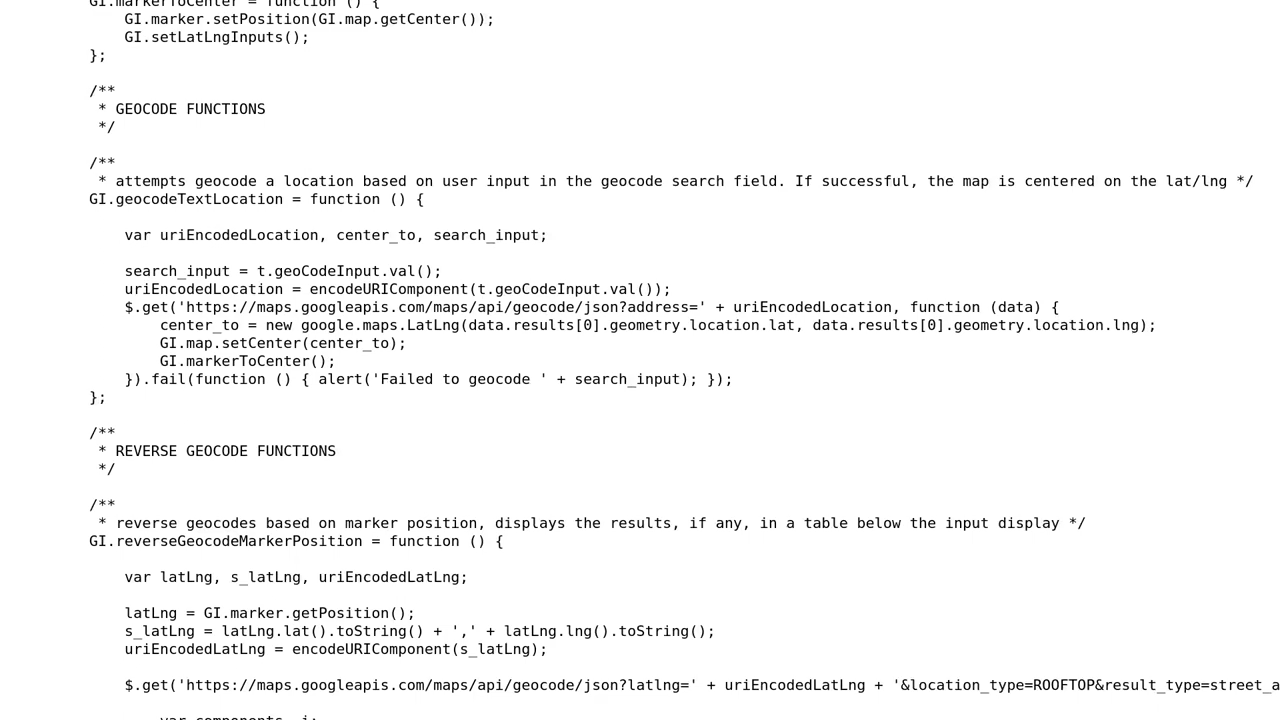 GI.markerToCenter = function () {
    GI.marker.setPosition(GI.map.getCenter());
    GI.setLatLngInputs();
};

/**
 * GEOCODE FUNCTIONS
 */

/**
 * attempts geocode a location based on user input in the geocode search field. If successful, the map is centered on the lat/lng */
GI.geocodeTextLocation = function () {

    var uriEncodedLocation, center_to, search_input;

    search_input = t.geoCodeInput.val();
    uriEncodedLocation = encodeURIComponent(t.geoCodeInput.val());
    $.get('https://maps.googleapis.com/maps/api/geocode/json?address=' + uriEncodedLocation, function (data) {
        center_to = new google.maps.LatLng(data.results[0].geometry.location.lat, data.results[0].geometry.location.lng);
        GI.map.setCenter(center_to);
        GI.markerToCenter();
    }).fail(function () { alert('Failed to geocode ' + search_input); });
};

/**
 * REVERSE GEOCODE FUNCTIONS
 */

/**
 * reverse geocodes based on marker position, displays the results, if any, in a table below the input display */
GI.reverseGeocodeMarkerPosition = function () {

    var latLng, s_latLng, uriEncodedLatLng;

    latLng = GI.marker.getPosition();
    s_latLng = latLng.lat().toString() + ',' + latLng.lng().toString();
    uriEncodedLatLng = encodeURIComponent(s_latLng);

    $.get('https://maps.googleapis.com/maps/api/geocode/json?latlng=' + uriEncodedLatLng + '&location_type=ROOFTOP&result_type=street_a

        var components, i;